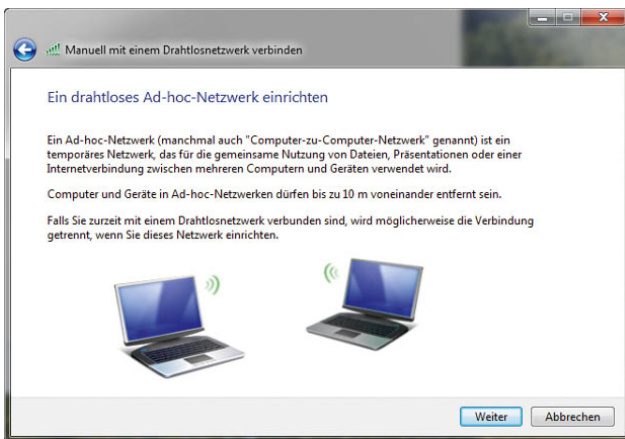 Manuell mit einem Drahtlosnetzwerk verbinden
Ein drahtloses Ad-hoc-Netzwerk einrichten
Ein Ad-hoc-Netzwerk (manchmal auch "Computer-zu-Computer-Netzwerk" genannt) ist ein
temporäres Netzwerk, das für die gemeinsame Nutzung von Dateien, Präsentationen oder einer
Internetverbindung zwischen mehreren Computern und Geräten verwendet wird.
Computer und Geräte in Ad-hoc-Netzwerken dürfen bis zu 10 m voneinander entfernt sein.
Falls Sie zurzeit mit einem Drahtlosnetzwerk verbunden sind, wird möglicherweise die Verbindung
getrennt, wenn Sie dieses Netzwerk einrichten.
Weiter Abbrechen